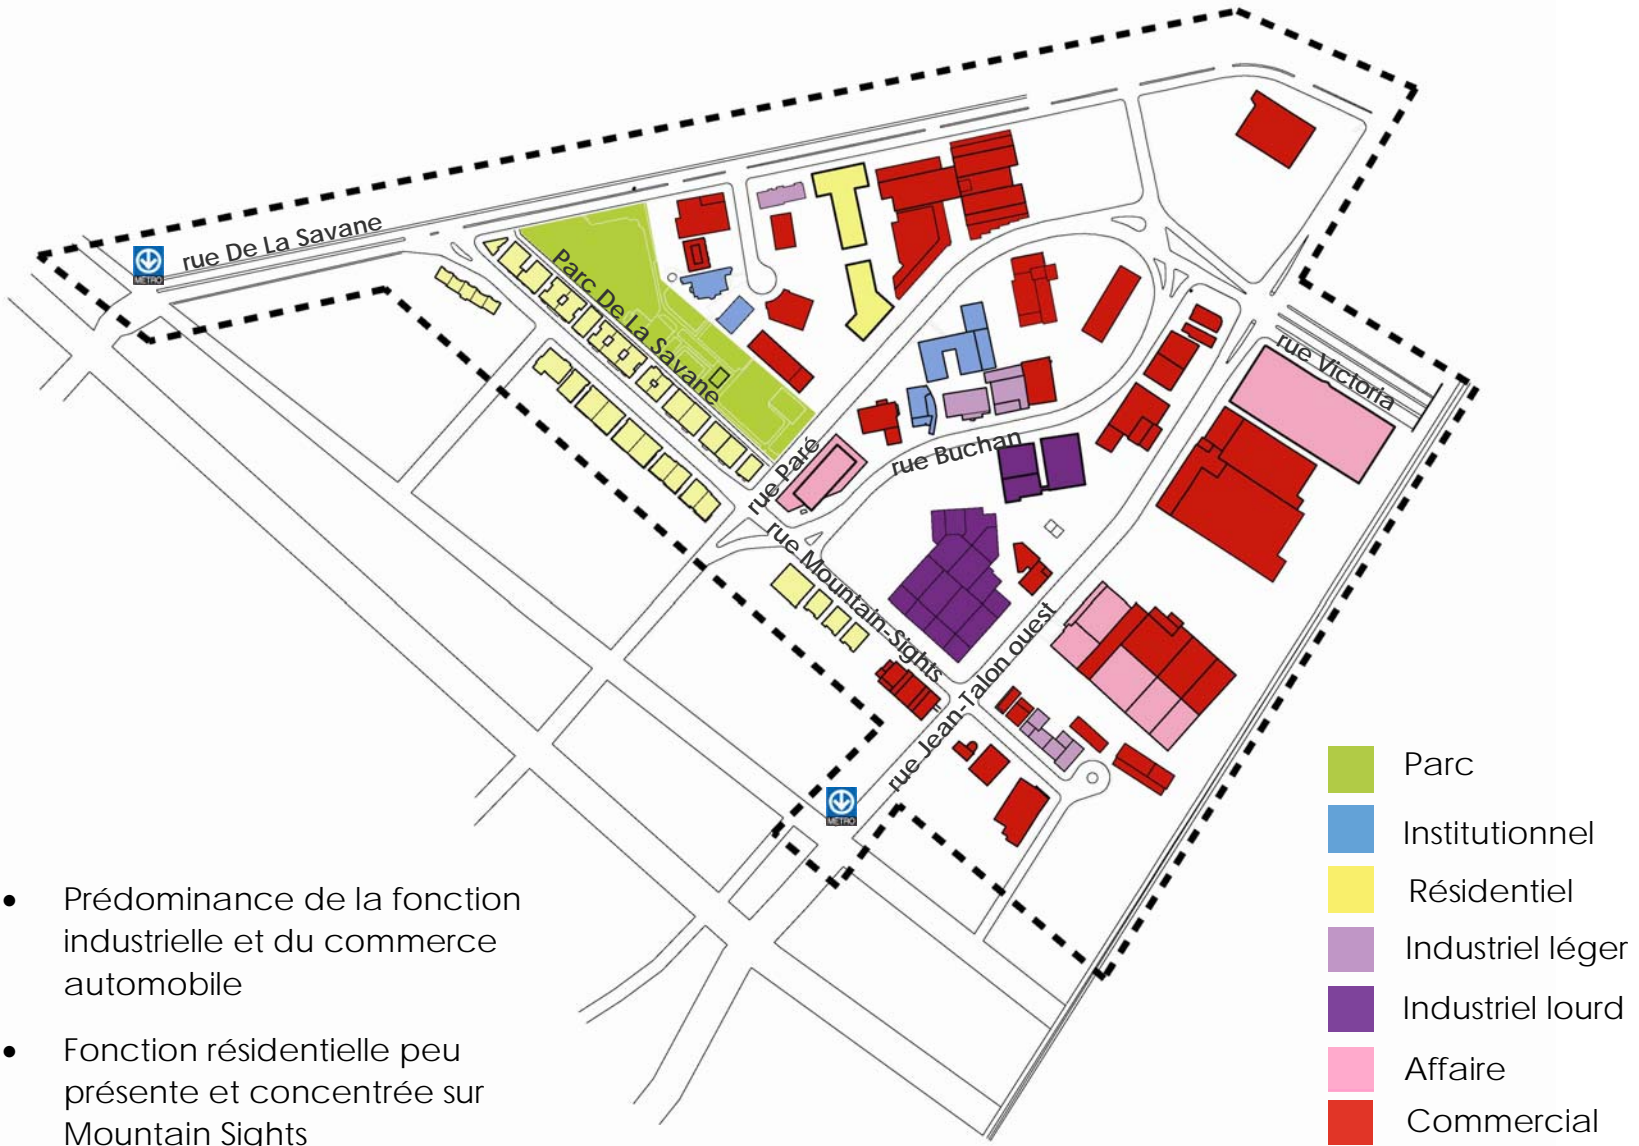 rue De La Savane
METRO
Parc De La Savane
rue Victoria
rue Paré
rue Buchan
rue Mountain-Sights
rue Jean-Talon ouest
METRO
Parc
Institutionnel
Résidentiel
Industriel léger
Industriel lourd
Affaire
Commercial
• Prédominance de la fonction
industrielle et du commerce
automobile
• Fonction résidentielle peu
présente et concentrée sur
Mountain Sights